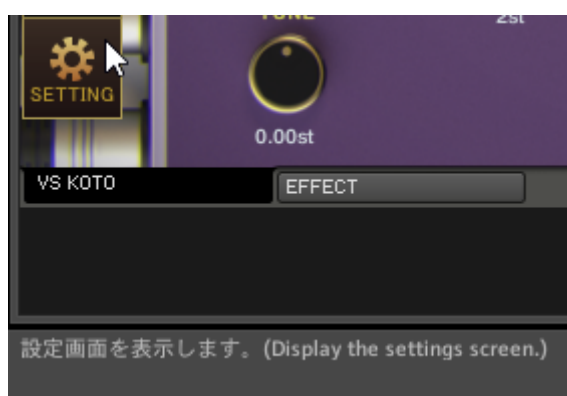 TUNE
2st
SETTING
0.00st
VS KOTO
EFFECT
設定画面を表示します。(Display the settings screen.)